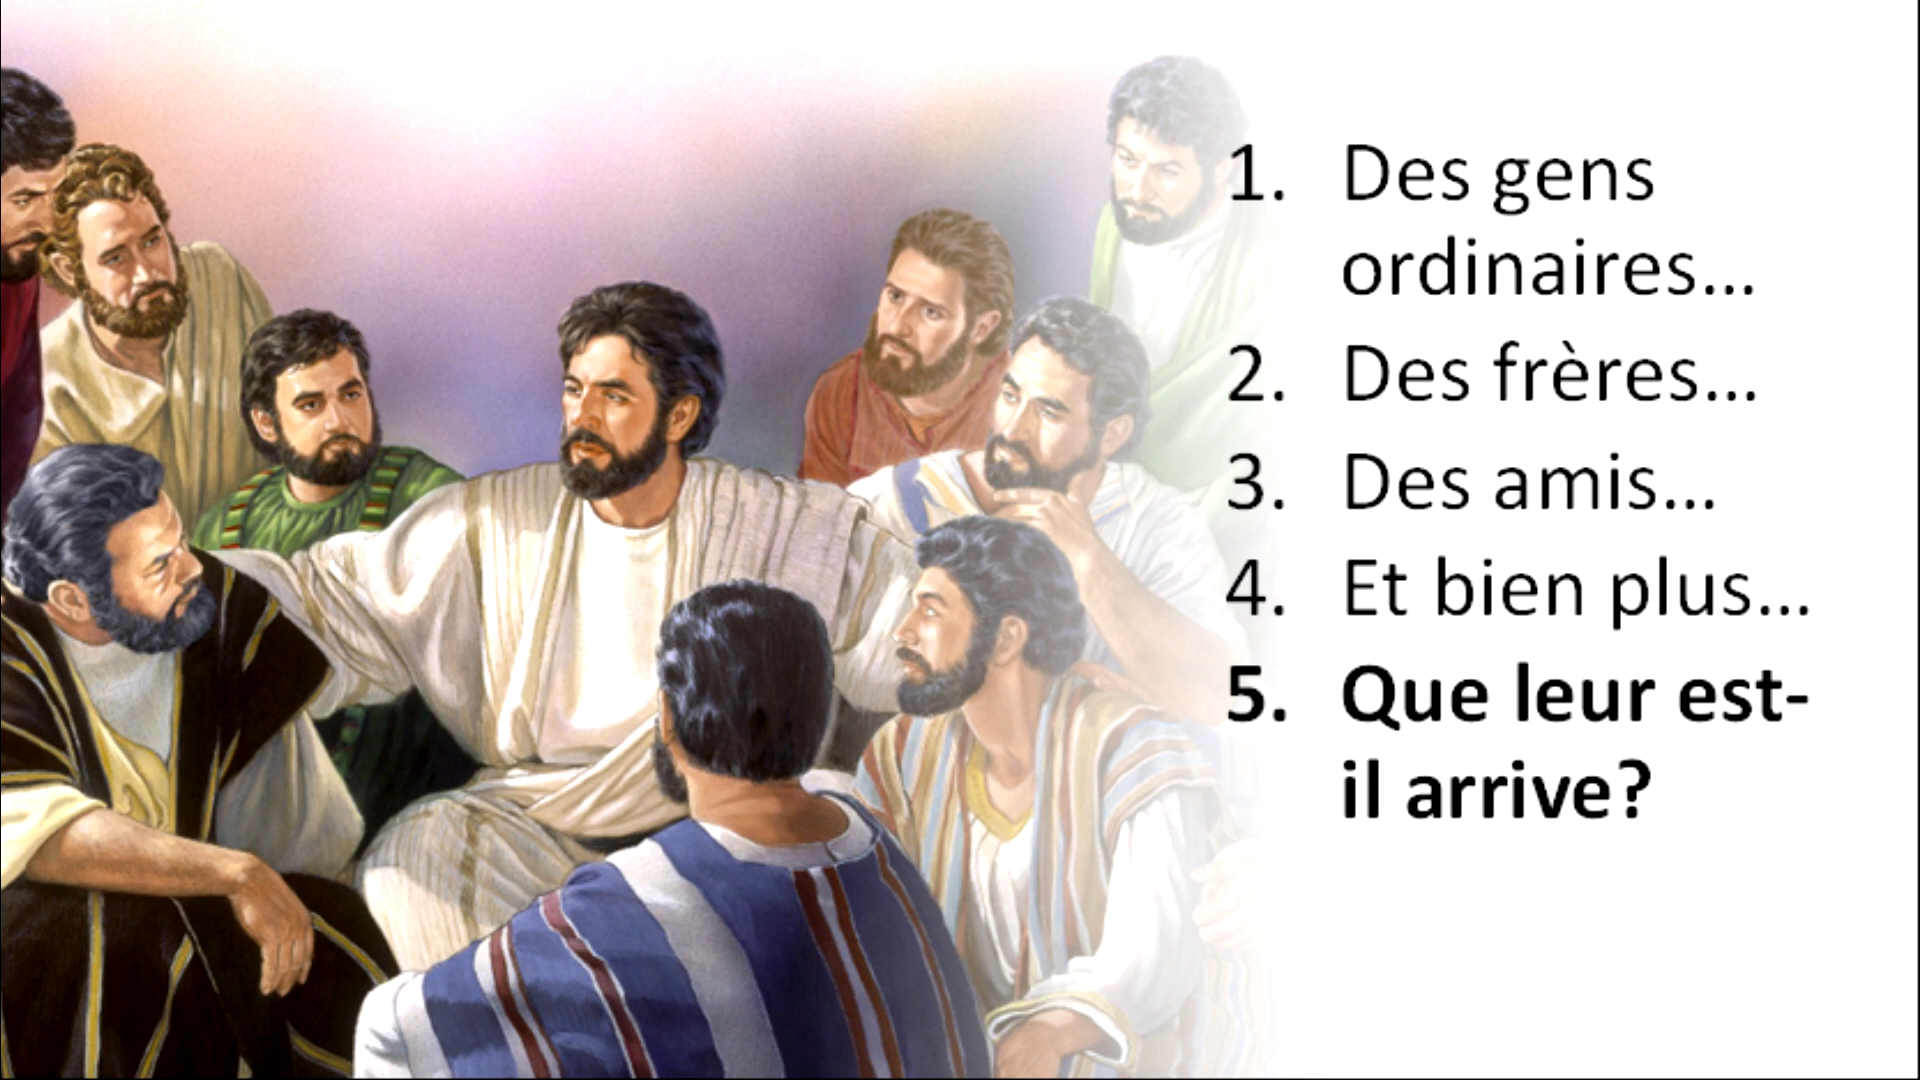 1. Des gens
ordinaires...
2. Des frères...
3. Des amis...
4. Et bien plus...
5. Que leur est-
il arrive?